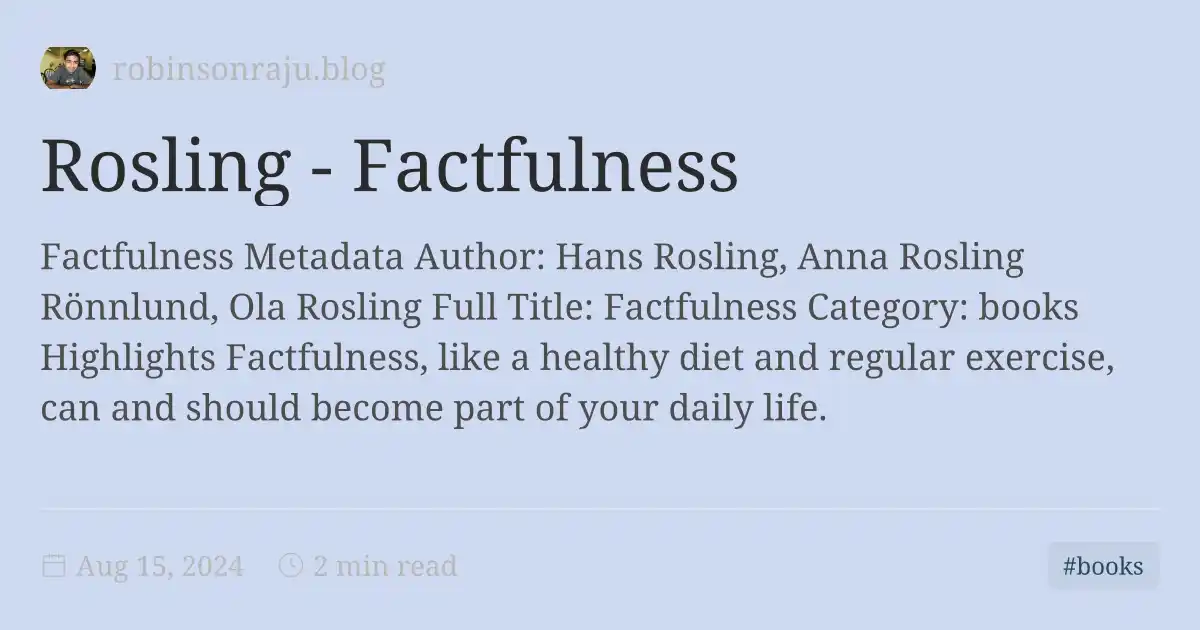 robinsonraju.blog
Rosling - Factfulness
Factfulness Metadata Author: Hans Rosling, Anna Rosling
Rönnlund, Ola Rosling Full Title: Factfulness Category: books
Highlights Factfulness, like a healthy diet and regular exercise,
can and should become part of your daily life.
Aug 15, 2024 2 min read #books